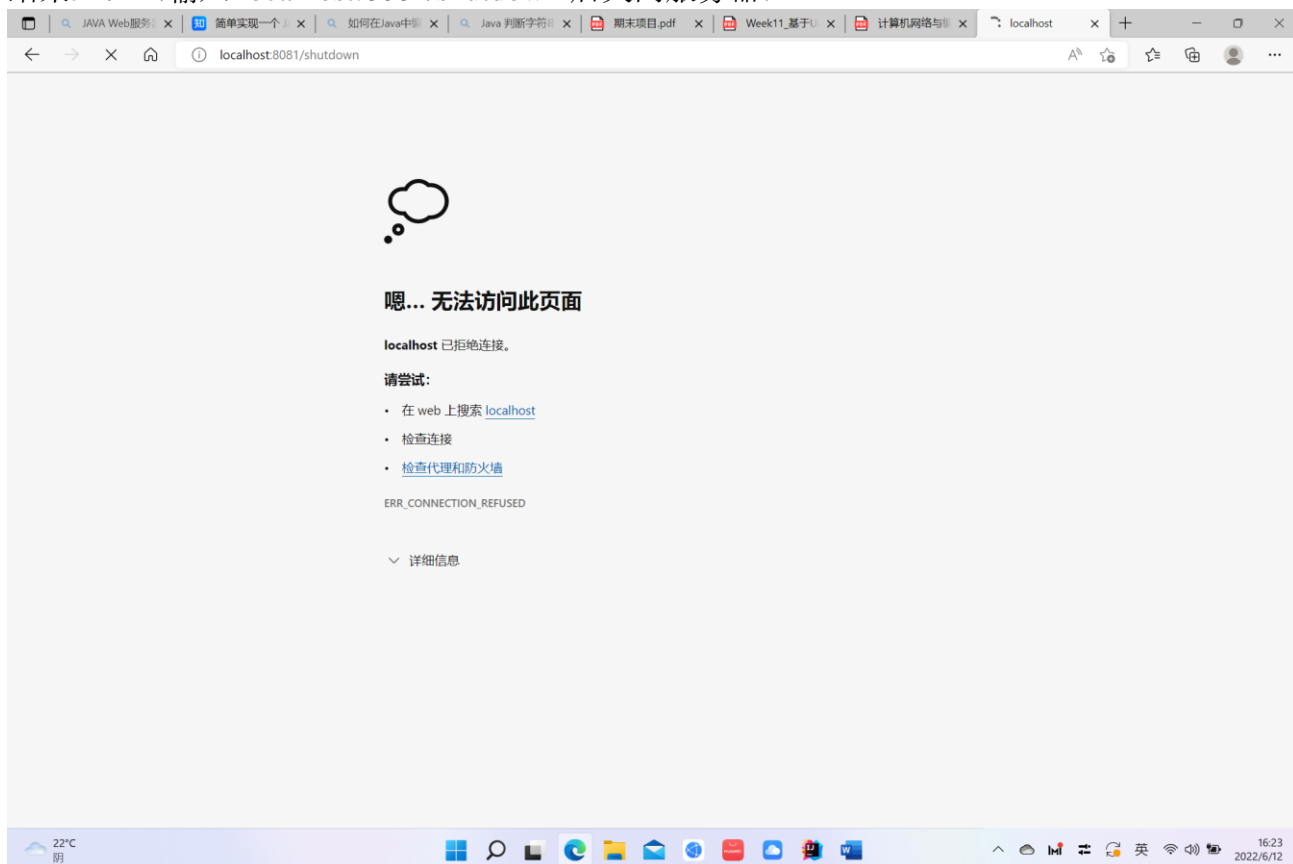 JAVA Web服务
简单实现一个 J
如何在Java中
Java 判断字符
期末项目.pdf
Week11_基于U
计算机网络与
localhost
localhost:8081/shutdown
嗯... 无法访问此页面
localhost 已拒绝连接。
请尝试:
• 在 web 上搜索 localhost
• 检查连接
• 检查代理和防火墙
ERR_CONNECTION_REFUSED
详细信息
22°C
阴
英
16:23
2022/6/12